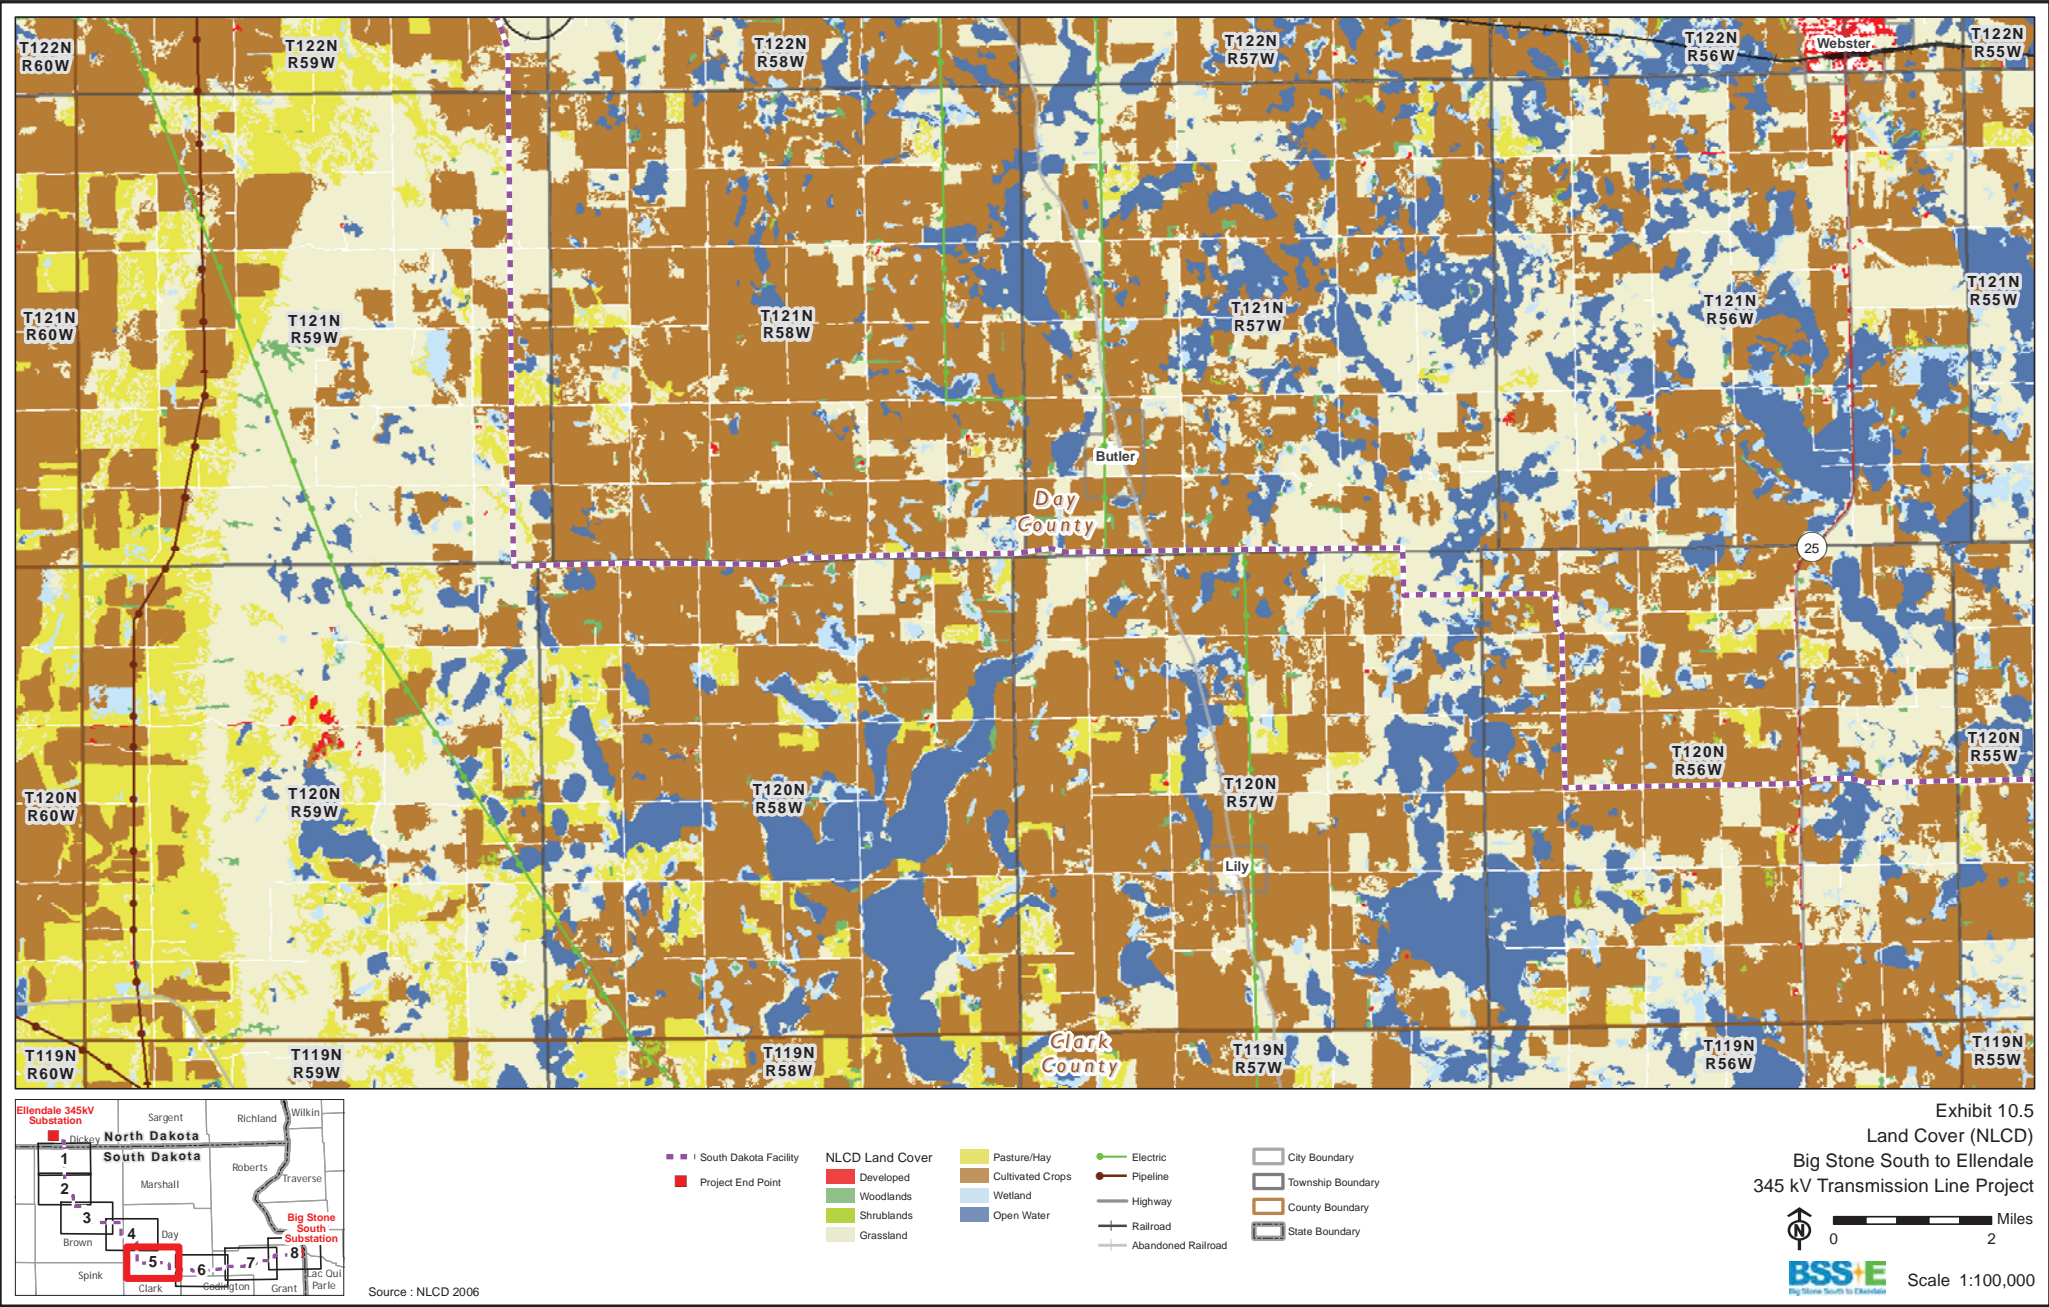 T122N
R60W
T122N
R59W
T122N
R58W
T122N
R57W
T122N
R56W
Webster
T122N
R55W
T121N
R60W
T121N
R59W
T121N
R58W
T121N
R57W
T121N
R56W
T121N
R55W
Butler
Day
County
25
T120N
R60W
T120N
R59W
T120N
R58W
T120N
R57W
T120N
R56W
T120N
R55W
Lily
Clark
County
T119N
R60W
T119N
R59W
T119N
R58W
T119N
R57W
T119N
R56W
T119N
R55W
Ellendale 345kV
Substation
Dickey
Sargent
Richland
Wilkin
North Dakota
South Dakota
1
2
3
4
5
6
7
8
Marshall
Roberts
Traverse
Big Stone
South
Substation
Brown
Day
Spink
Clark
Codington
Grant
Lac Qui
Parle
Source : NLCD 2006
South Dakota Facility
Project End Point
NLCD Land Cover
Developed
Woodlands
Shrublands
Grassland
Pasture/Hay
Cultivated Crops
Wetland
Open Water
Electric
Pipeline
Highway
Railroad
Abandoned Railroad
City Boundary
Township Boundary
County Boundary
State Boundary
Exhibit 10.5
Land Cover (NLCD)
Big Stone South to Ellendale
345 kV Transmission Line Project
N
Miles
0 2
BSS+E
Big Stone South to Ellendale
Scale 1:100,000